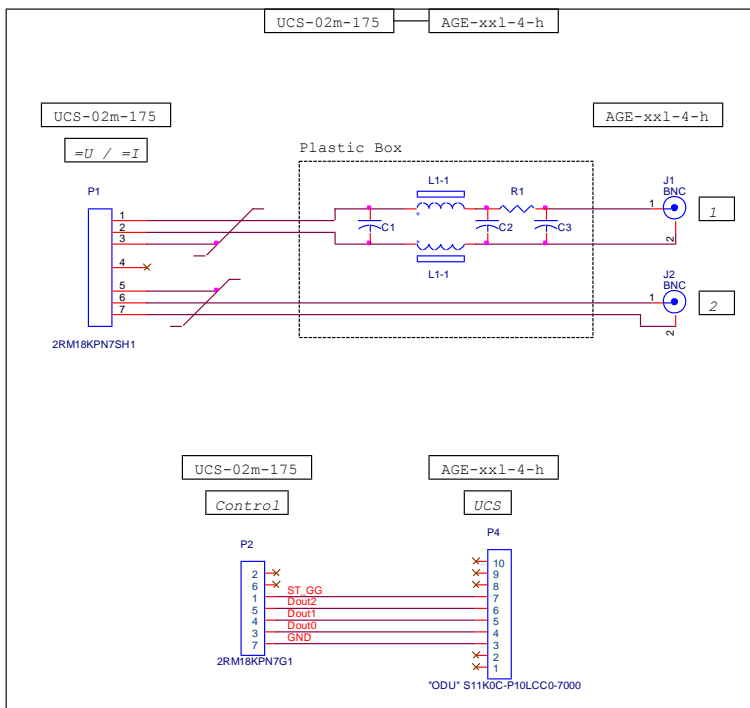 UCS-02m-175 AGE-xxl-4-h
UCS-02m-175 AGE-xxl-4-h
=U / =I
Plastic Box
P1
L1-1
R1
J1
BNC
1
1
1
2
3
C1
C2
C3
2
4
L1-1
J2
BNC
5
6
7
1
2
2
2RM18KPN7SH1
UCS-02m-175 AGE-xxl-4-h
Control UCS
P2
P4
2
6
1
5
4
3
7
ST_GG
Dout2
Dout1
Dout0
GND
10
9
8
7
6
5
4
3
2
1
2RM18KPN7G1
"ODU" S11K0C-P10LCC0-7000